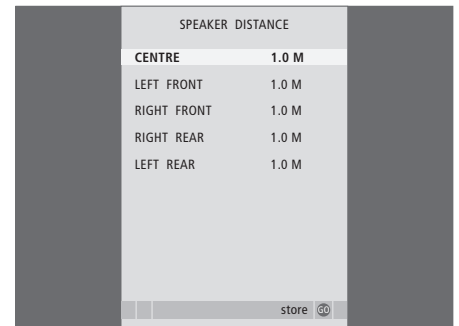 SPEAKER DISTANCE
CENTRE 1.0 M
LEFT FRONT 1.0 M
RIGHT FRONT 1.0 M
RIGHT REAR 1.0 M
LEFT REAR 1.0 M
store GO